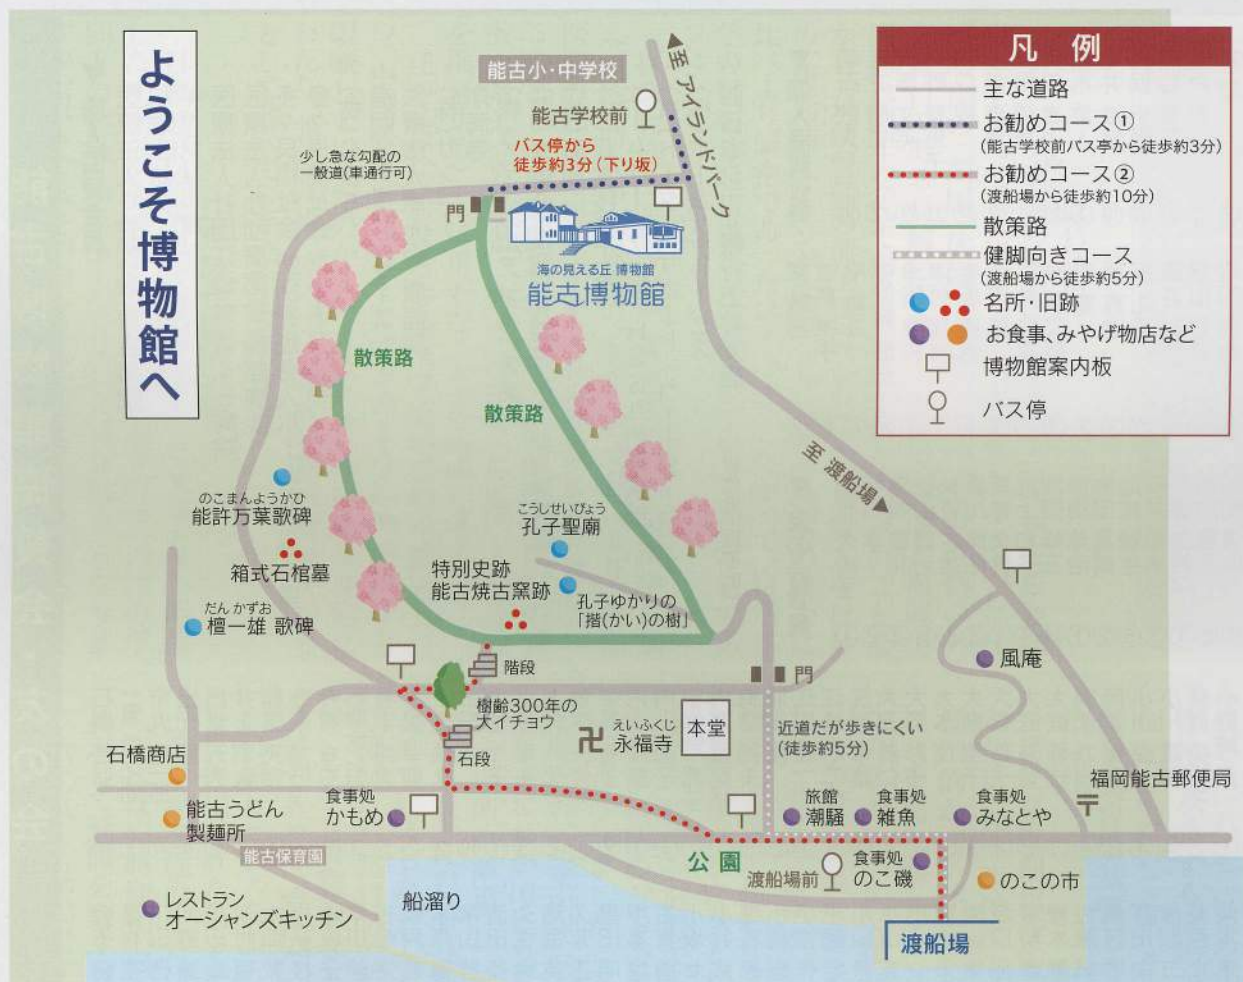 ようこそ博物館へ
能古小・中学校
能古学校前
至 アイランドパーク
バス停から
徒歩約3分(下り坂)
少し急な勾配の
一般道(車通行可)
門
海の見える丘 博物館
能古博物館
散策路
散策路
至 渡船場
のこまんようかひ
能許万葉歌碑
箱式石棺墓
だん かずお
檀一雄 歌碑
こうしせいびょう
孔子聖廟
特別史跡
能古焼古窯跡
孔子ゆかりの
「揩(かい)の樹」
階段
樹齢300年の
大イチョウ
石段
えいふくじ
卍 永福寺
本堂
門
近道だが歩きにくい
(徒歩約5分)
風庵
福岡能古郵便局
〒
石橋商店
能古うどん
製麺所
食事処
かもめ
旅館
潮騒
食事処
雑魚
食事処
みなとや
能古保育園
公園
渡船場前
食事処
のこ磯
のこの市
レストラン
オーシャンズキッチン
船溜り
渡船場
凡例
主な道路
お勧めコース①
(能古学校前バス亭から徒歩約3分)
お勧めコース②
(渡船場から徒歩約10分)
散策路
健脚向きコース
(渡船場から徒歩約5分)
名所・旧跡
お食事、みやげ物店など
博物館案内板
バス停